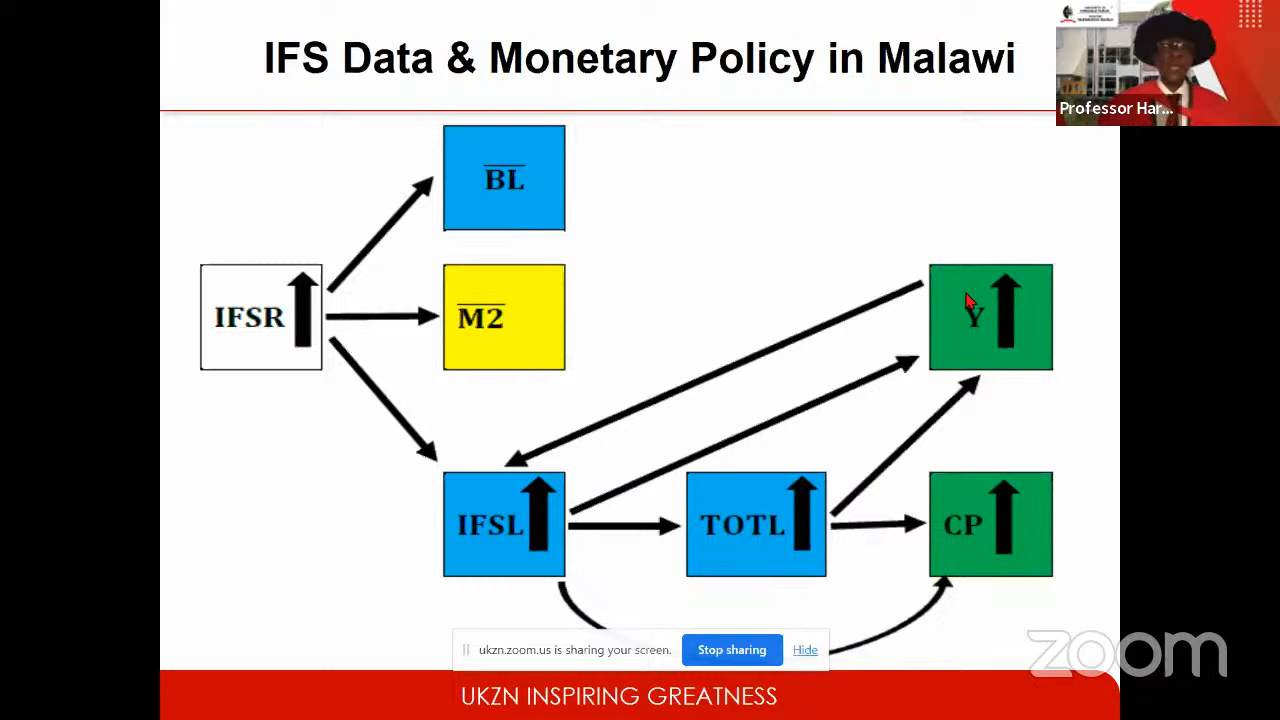 IFS Data & Monetary Policy in Malawi
Professor Har...
BL
IFSR
M2
Y
IFSL
TOTL
CP
ukzn.zoom.us is sharing your screen.
Stop sharing
Hide
zoom
UKZN INSPIRING GREATNESS